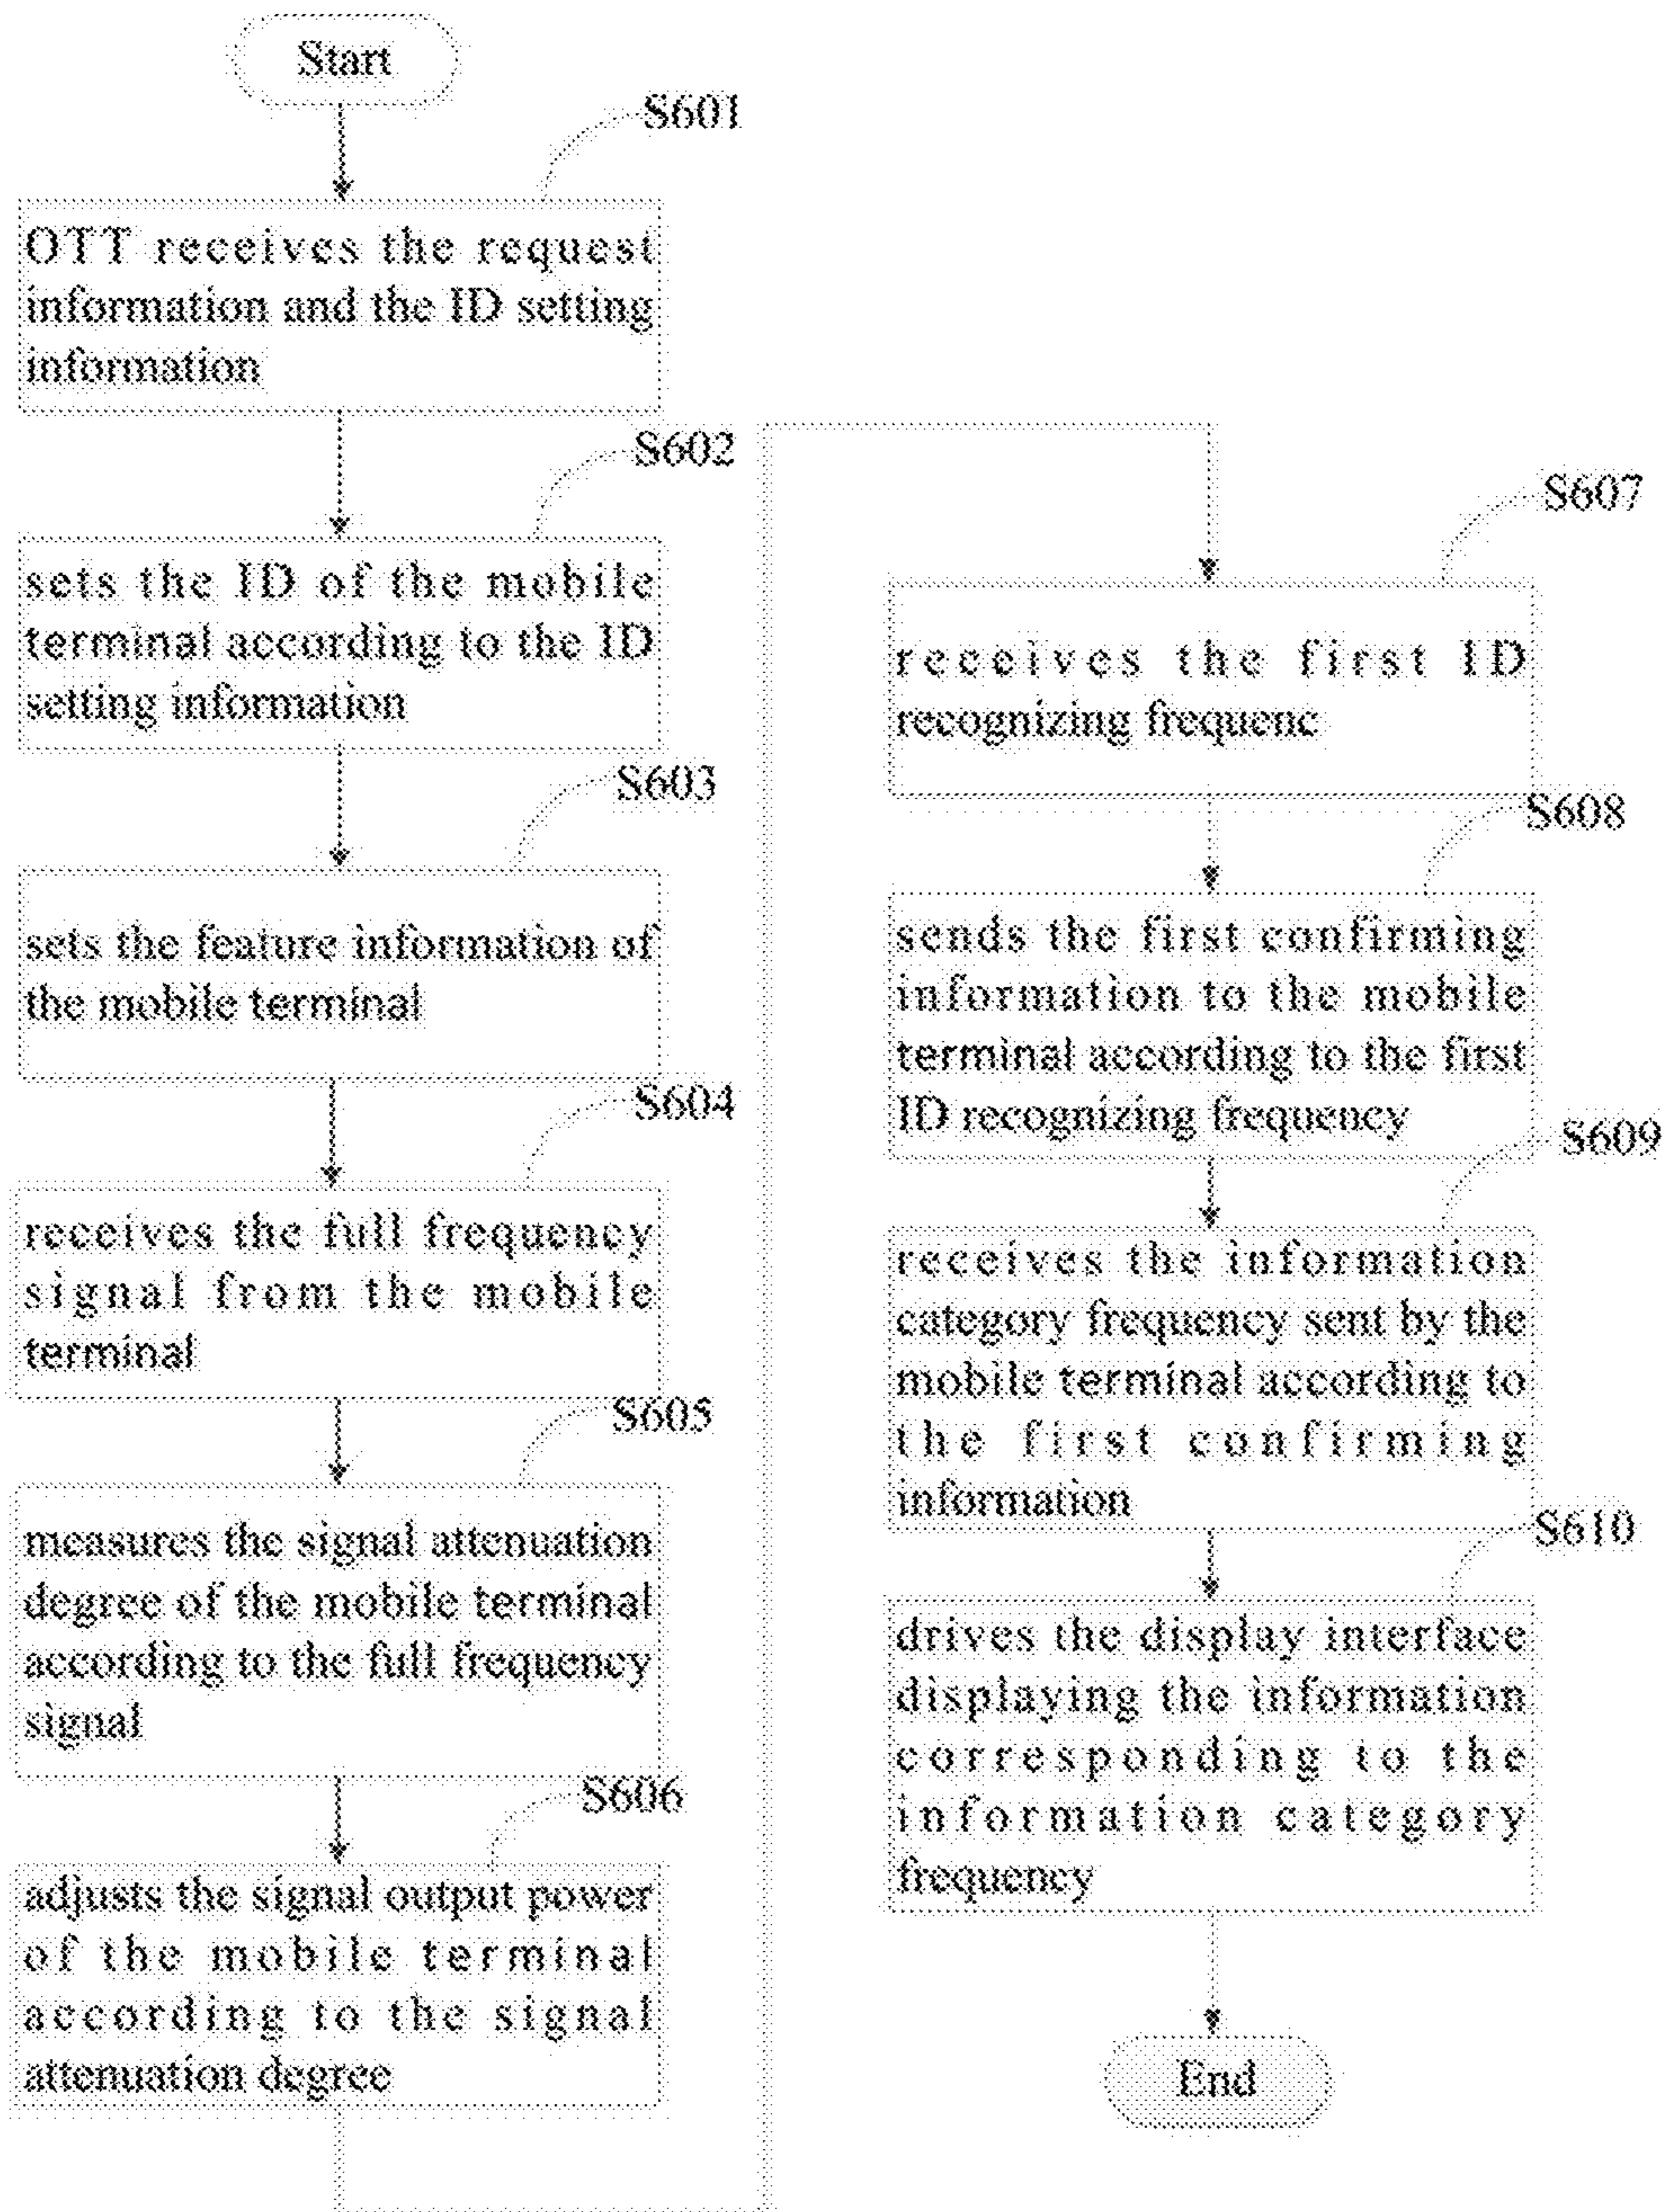 Start
S601
OTT receives the request
information and the ID setting
information
S602
sets the ID of the mobile
terminal according to the ID
setting information
S603
sets the feature information of
the mobile terminal
S604
receives the full frequency
signal from the mobile
terminal
S605
measures the signal attenuation
degree of the mobile terminal
according to the full frequency
signal
S606
adjusts the signal output power
of the mobile terminal
according to the signal
attenuation degree
S607
receives the first ID
recognizing frequenc
S608
sends the first confirming
information to the mobile
terminal according to the first
ID recognizing frequency
S609
receives the information
category frequency sent by the
mobile terminal according to
the first confirming
information
S610
drives the display interface
displaying the information
corresponding to the
information category
frequency
End